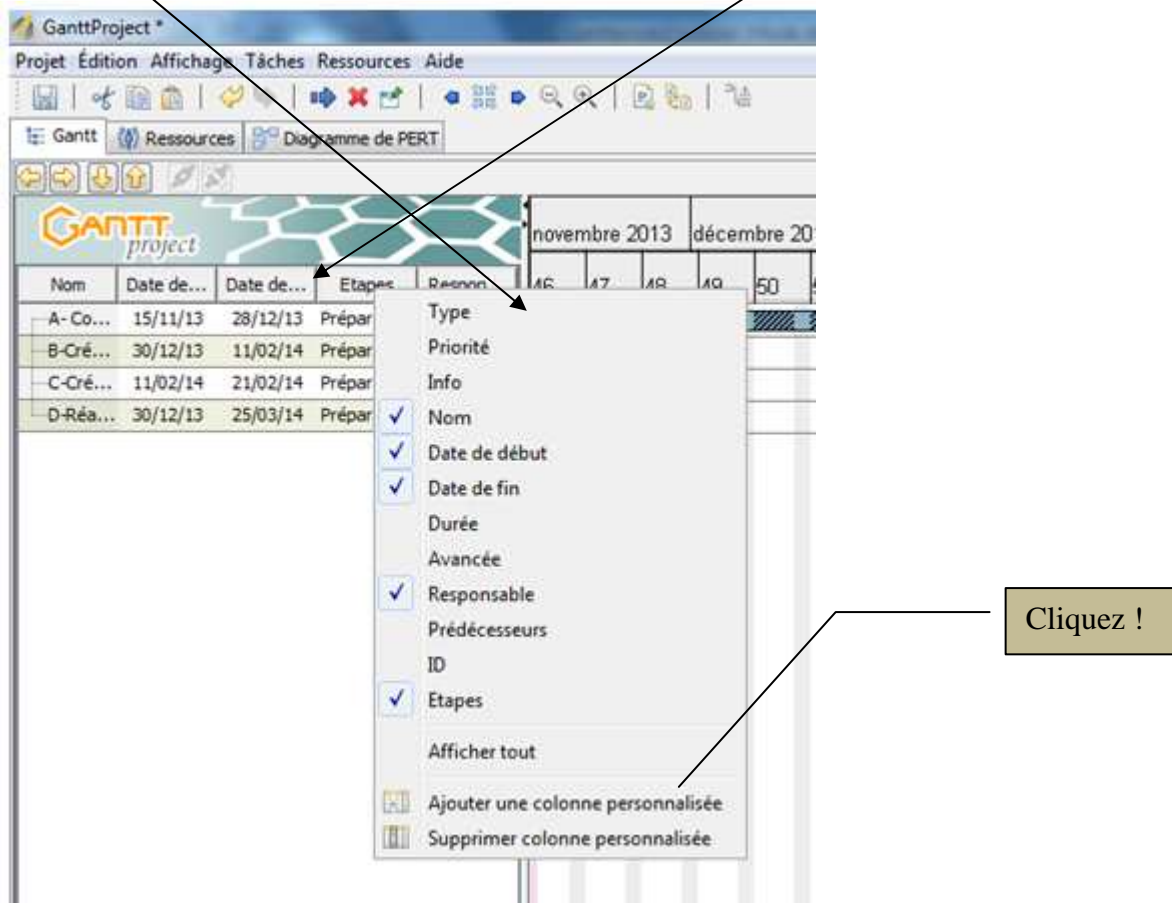 GanttProject *
Projet Édition Affichage Tâches Ressources Aide
Gantt Ressources Diagramme de PERT
GANTT project
novembre 2013 décembre 20
Nom Date de... Date de... Etapes Respon 46 47 48 49 50
A- Co... 15/11/13 28/12/13 Prépar
B-Cré... 30/12/13 11/02/14 Prépar
C-Cré... 11/02/14 21/02/14 Prépar
D-Réa... 30/12/13 25/03/14 Prépar
Type
Priorité
Info
Nom
Date de début
Date de fin
Durée
Avancée
Responsable
Prédécesseurs
ID
Etapes
Afficher tout
Ajouter une colonne personnalisée
Supprimer colonne personnalisée
Cliquez !